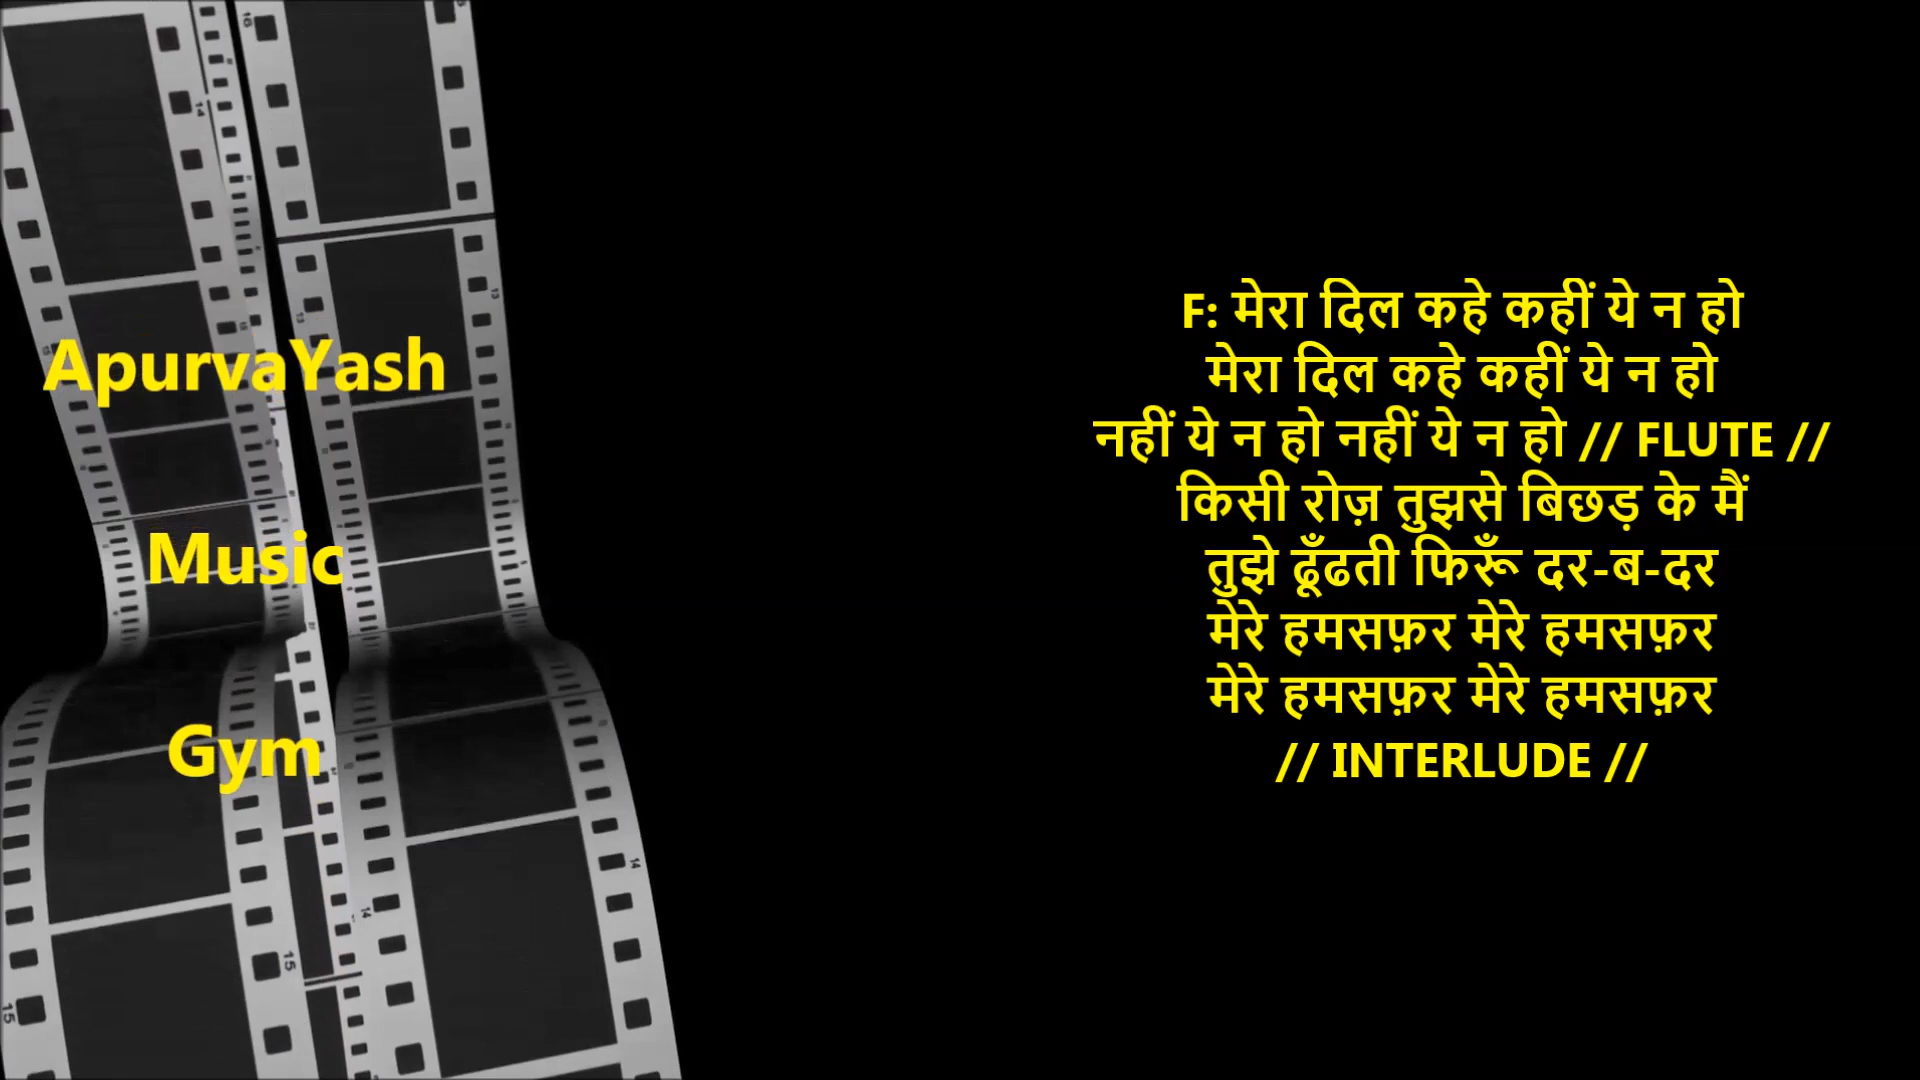 ApurvaYash
Music
Gym
F: मेरा दिल कहे कहीं ये न हो
मेरा दिल कहे कहीं ये न हो
नहीं ये न हो नहीं ये न हो // FLUTE //
किसी रोज़ तुझसे बिछड़ के मैं
तुझे ढूँढती फिरूँ दर-ब-दर
मेरे हमसफ़र मेरे हमसफ़र
मेरे हमसफ़र मेरे हमसफ़र
// INTERLUDE //